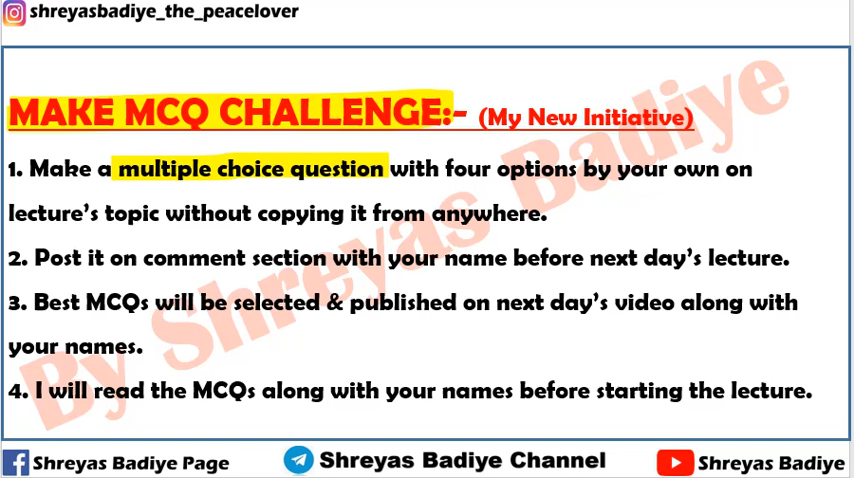 shreyasbadiye_the_peacelover
MAKE MCQ CHALLENGE:- (My New Initiative)
1. Make a multiple choice question with four options by your own on
lecture's topic without copying it from anywhere.
2. Post it on comment section with your name before next day's lecture.
3. Best MCQs will be selected & published on next day's video along with
your names.
4. I will read the MCQs along with your names before starting the lecture.
By Shreyas Badiye
Shreyas Badiye Page
Shreyas Badiye Channel
Shreyas Badiye